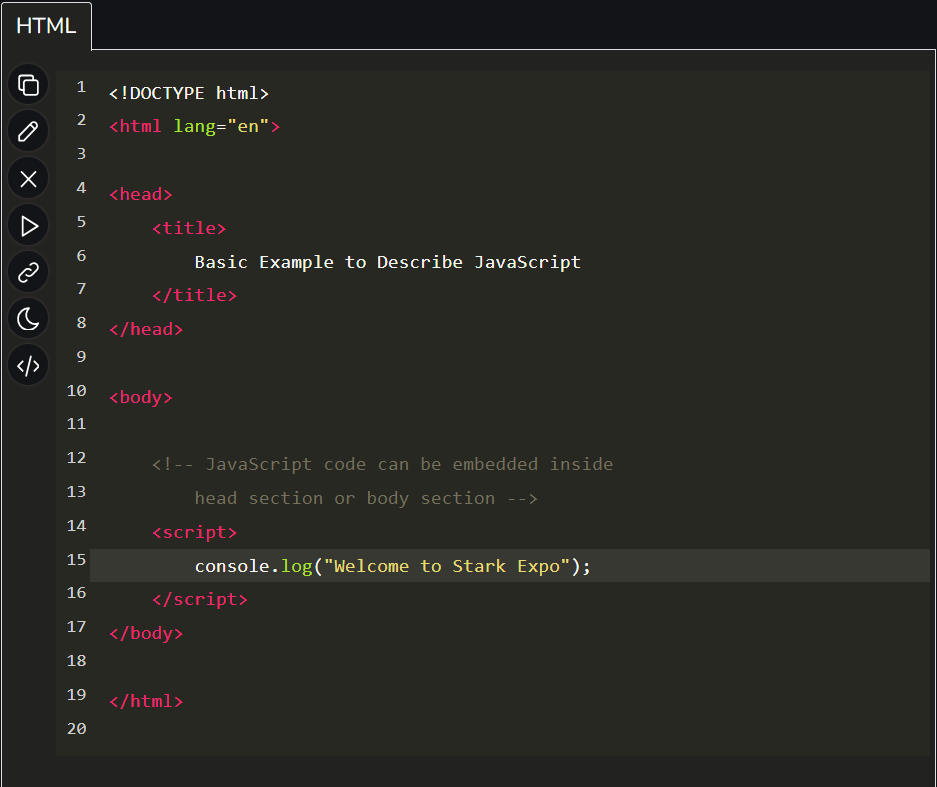 HTML
1 <!DOCTYPE html>
2 <html lang="en">
3
4 <head>
5     <title>
6         Basic Example to Describe JavaScript
7     </title>
8 </head>
9
10 <body>
11
12     <!-- JavaScript code can be embedded inside
13         head section or body section -->
14     <script>
15         console.log("Welcome to Stark Expo");
16     </script>
17 </body>
18
19 </html>
20